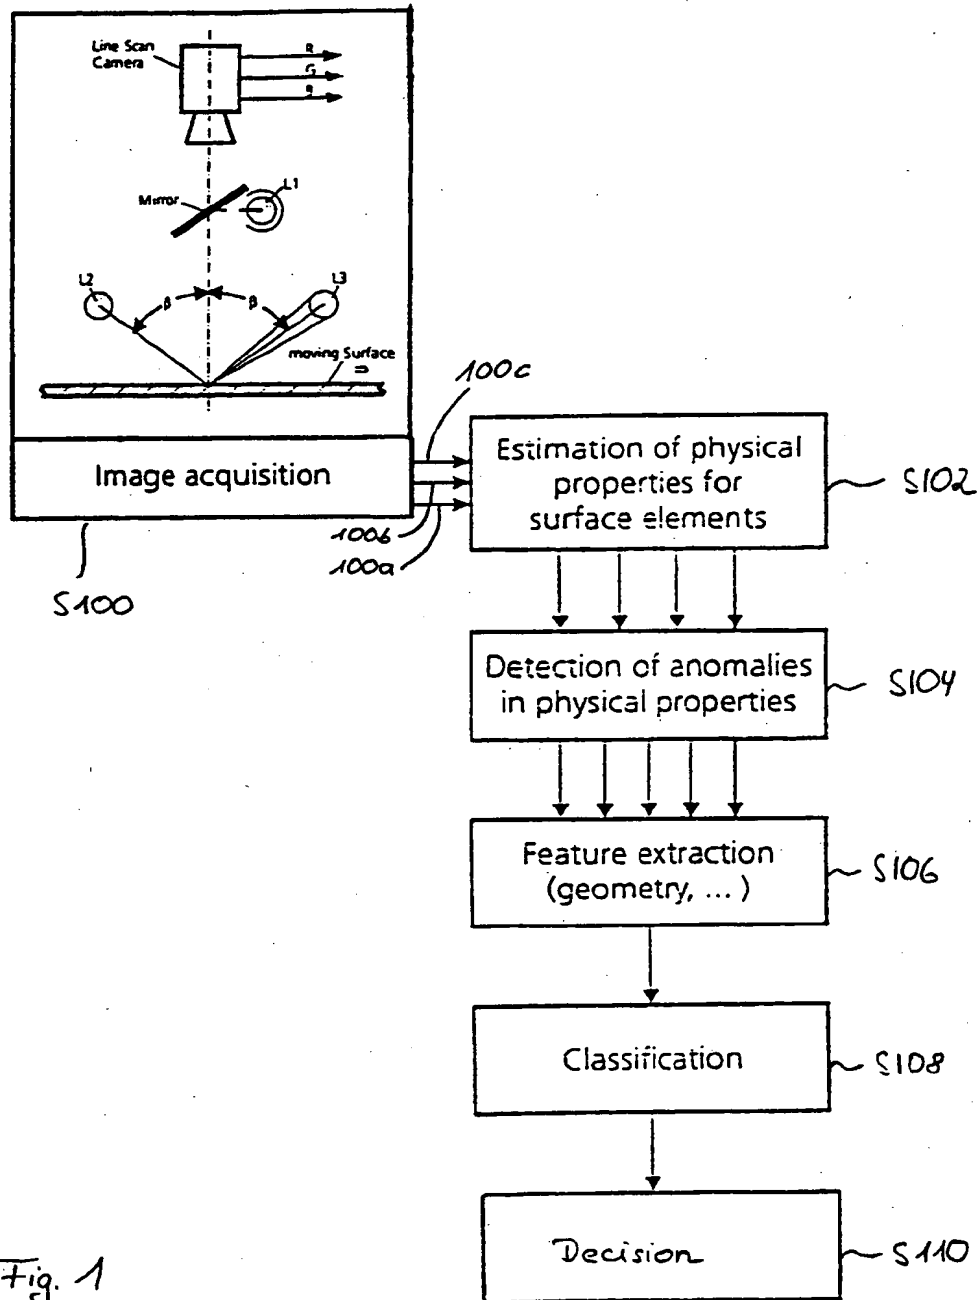 Line Scan
Camera
R
G
B
Mirror
L1
L2
β
β
L3
moving Surface
Image acquisition
S100
100c
100b
100a
Estimation of physical
properties for
surface elements
S102
Detection of anomalies
in physical properties
S104
Feature extraction
(geometry, ... )
S106
Classification
S108
Decision
S110
Fig. 1